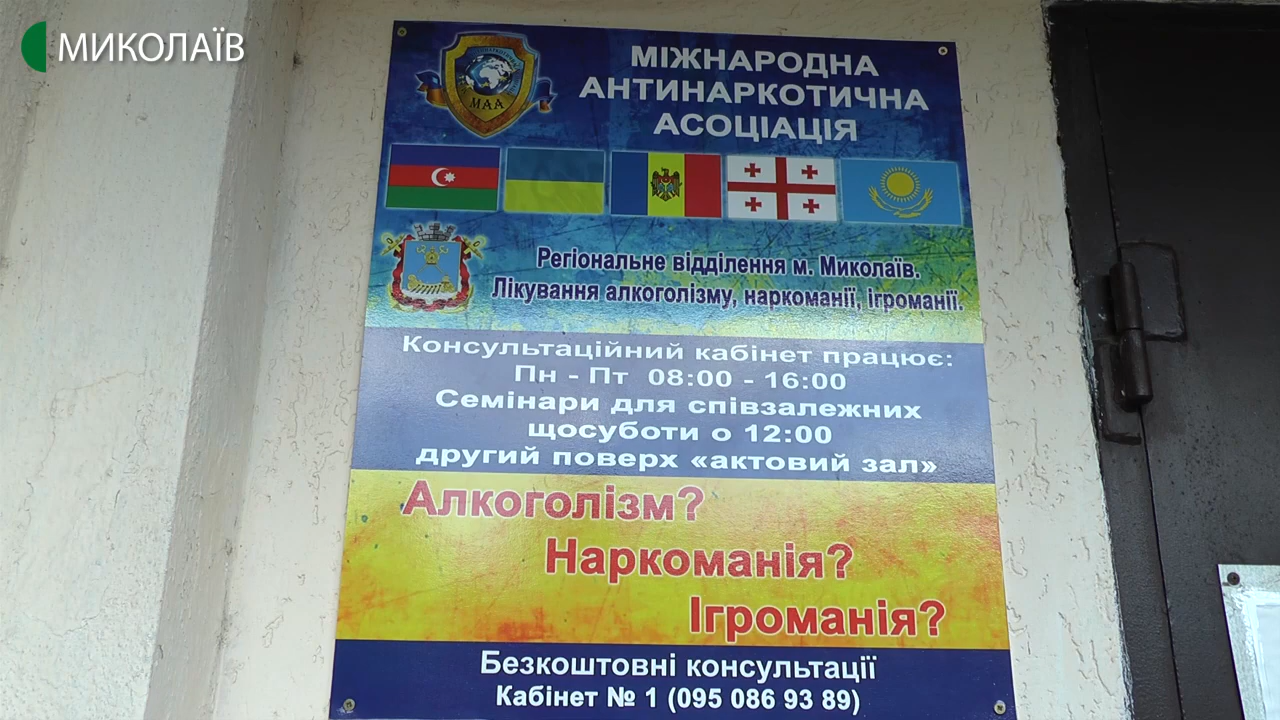 МИКОЛАЇВ
МІЖНАРОДНА
АНТИНАРКОТИЧНА
АСОЦІАЦІЯ
МАА
Регіональне відділення м. Миколаїв.
Лікування алкоголізму, наркоманії, ігроманії.
Консультаційний кабінет працює:
Пн - Пт 08:00 - 16:00
Семінари для співзалежних
щосуботи о 12:00
другий поверх «актовий зал»
Алкоголізм?
Наркоманія?
Ігроманія?
Безкоштовні консультації
Кабінет № 1 (095 086 93 89)